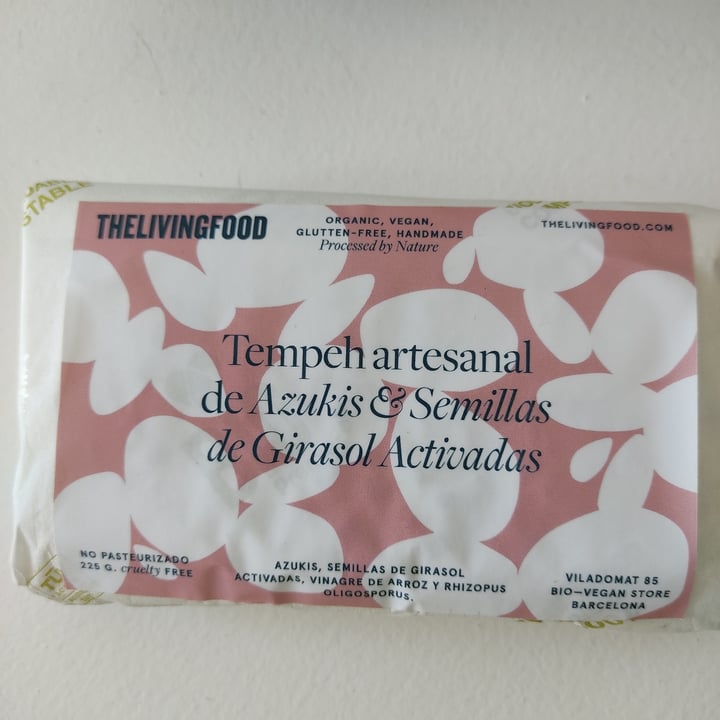 THELIVINGFOOD
ORGANIC, VEGAN,
GLUTTEN-FREE, HANDMADE
Processed by Nature
THELIVINGFOOD.COM
Tempeh artesanal
de Azukis & Semillas
de Girasol Activadas
NO PASTEURIZADO
225 G. cruelty FREE
AZUKIS, SEMILLAS DE GIRASOL
ACTIVADAS, VINAGRE DE ARROZ Y RHIZOPUS
OLIGOSPORUS.
VILADOMAT 85
BIO-VEGAN STORE
BARCELONA